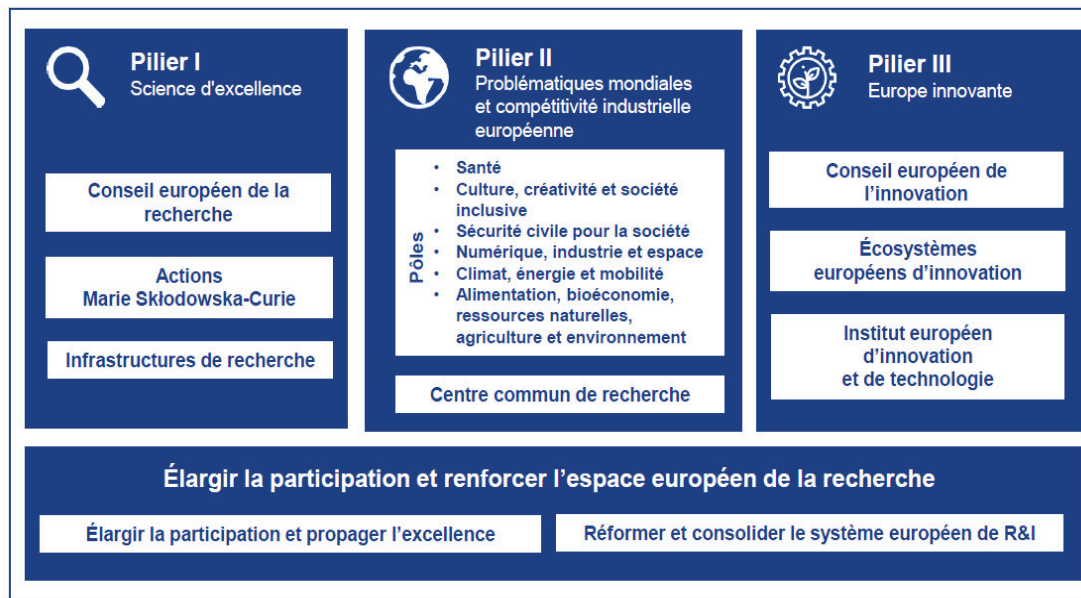 Pilier I
Science d'excellence
Conseil européen de la
recherche
Actions
Marie Skłodowska-Curie
Infrastructures de recherche
Pilier II
Problématiques mondiales
et compétitivité industrielle
européenne
Pôles
• Santé
• Culture, créativité et société
inclusive
• Sécurité civile pour la société
• Numérique, industrie et espace
• Climat, énergie et mobilité
• Alimentation, bioéconomie,
ressources naturelles,
agriculture et environnement
Centre commun de recherche
Pilier III
Europe innovante
Conseil européen de
l’innovation
Écosystèmes
européens d’innovation
Institut européen
d’innovation
et de technologie
Élargir la participation et renforcer l’espace européen de la recherche
Élargir la participation et propager l’excellence
Réformer et consolider le système européen de R&I